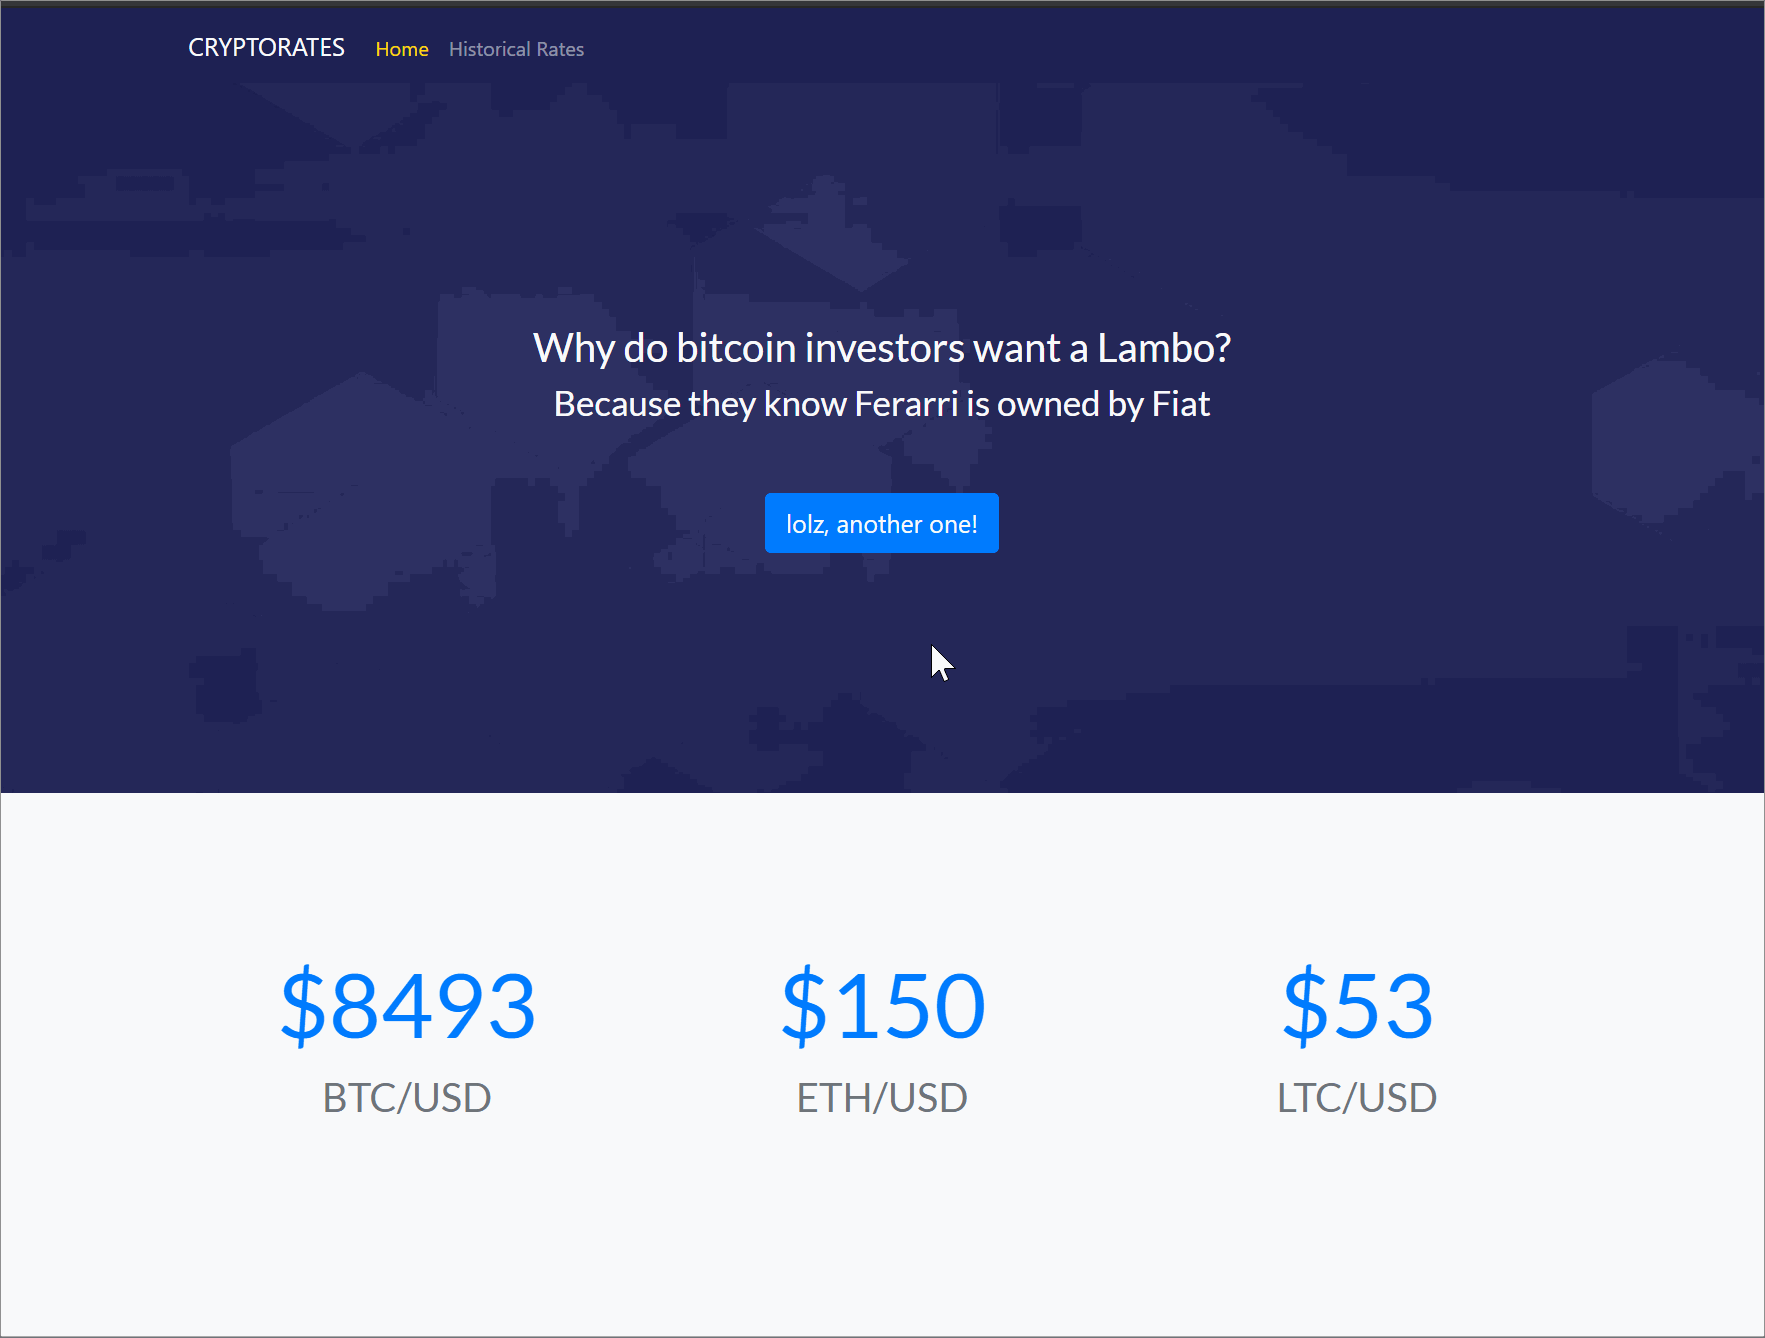 CRYPTORATES Home Historical Rates
Why do bitcoin investors want a Lambo?
Because they know Ferarri is owned by Fiat
lolz, another one!
$8493 $150 $53
BTC/USD ETH/USD LTC/USD